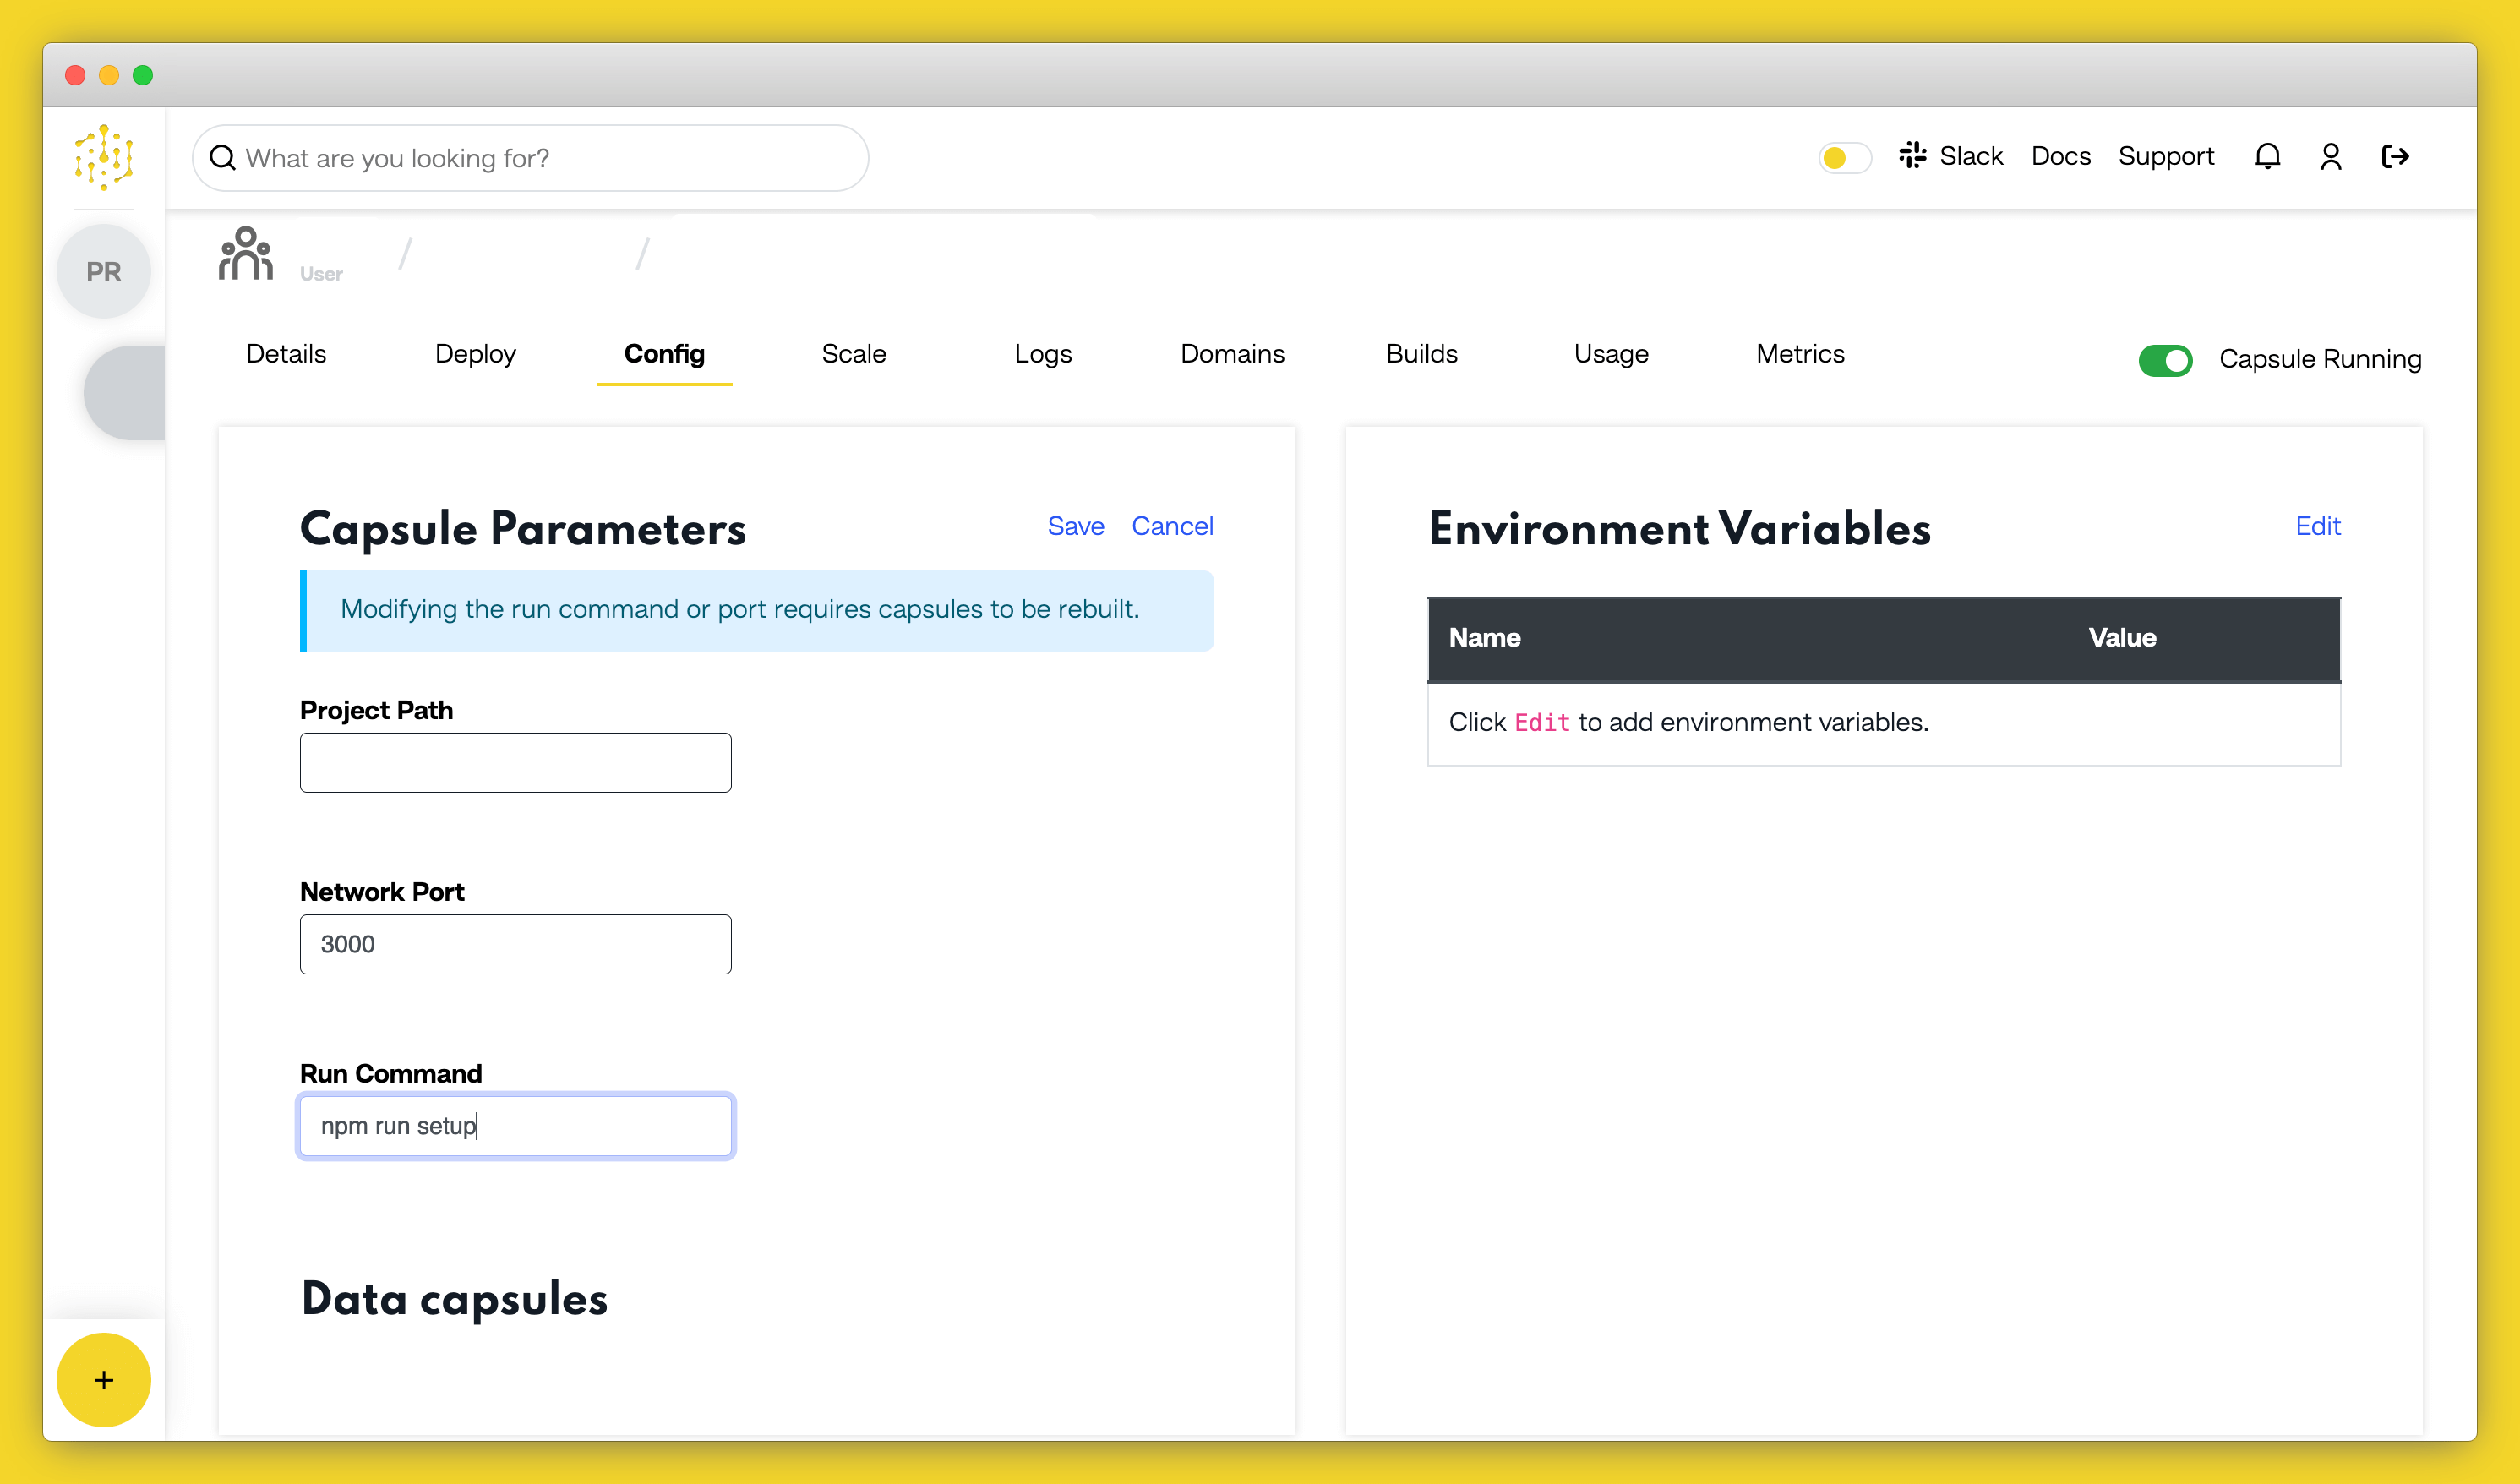 What are you looking for?
Slack Docs Support
PR
User / /
Details Deploy Config Scale Logs Domains Builds Usage Metrics Capsule Running
Capsule Parameters Save Cancel
Modifying the run command or port requires capsules to be rebuilt.
Project Path
Network Port
3000
Run Command
npm run setup
Data capsules
Environment Variables Edit
Name Value
Click Edit to add environment variables.
+